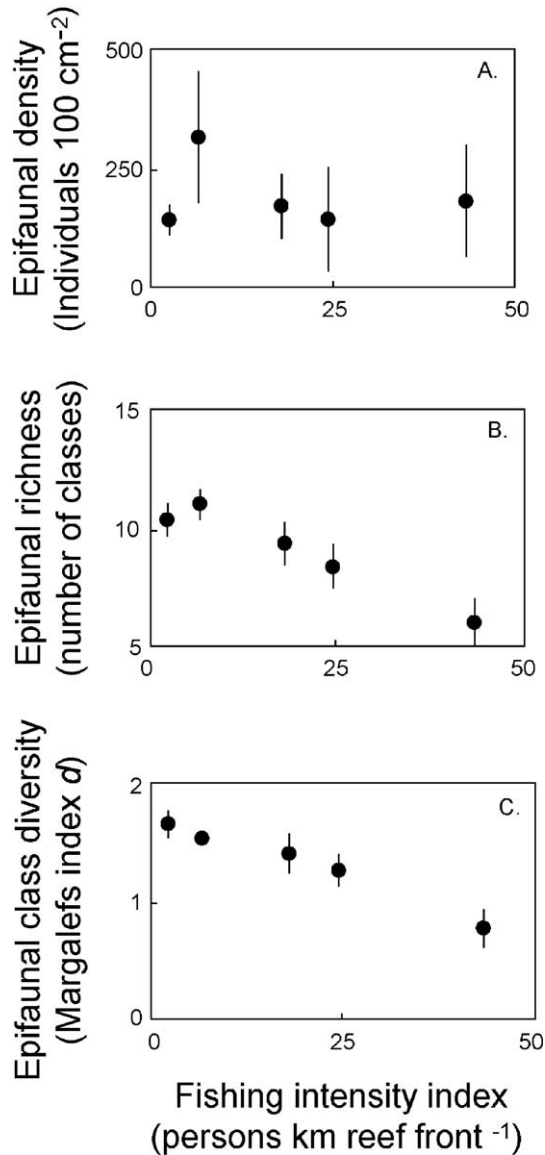 Epifaunal density
(Individuals 100 cm⁻²)
500
250
0
A.
0 25 50
Epifaunal richness
(number of classes)
15
10
5
B.
0 25 50
Epifaunal class diversity
(Margalefs index d)
2
1
0
C.
0 25 50
Fishing intensity index
(persons km reef front ⁻¹)